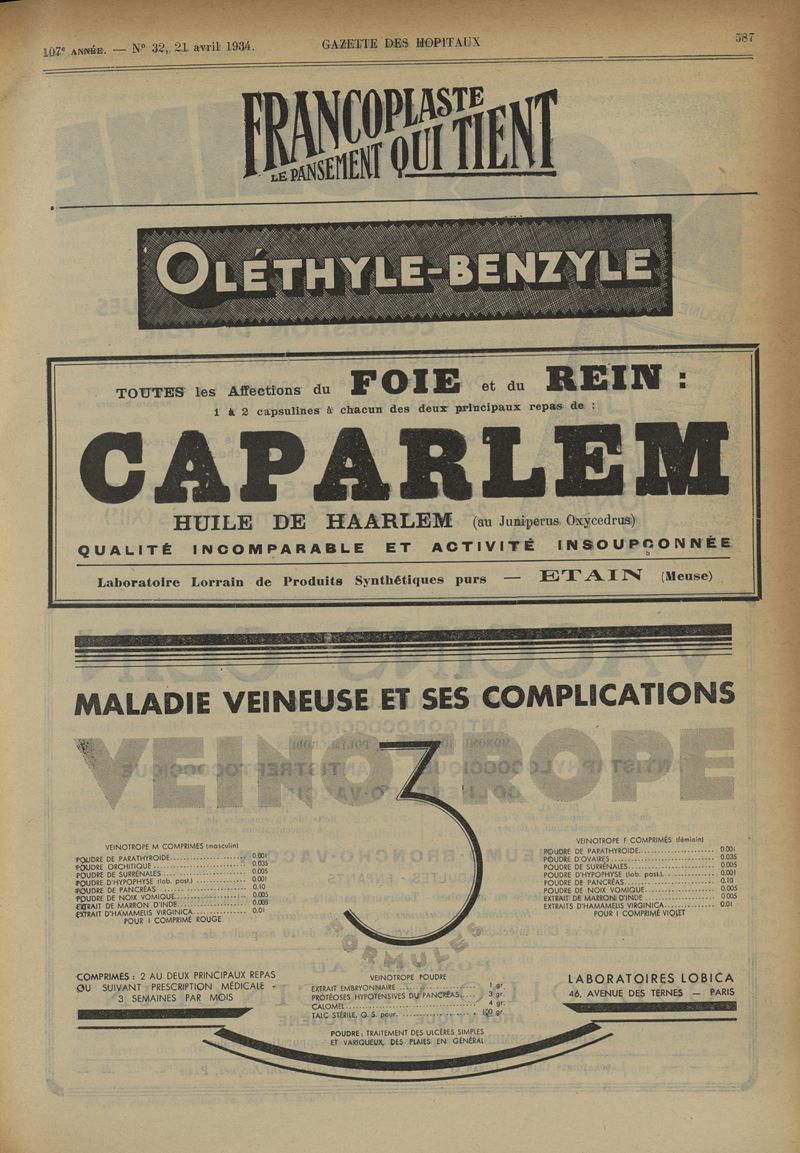 107e ANNÉE. — N° 32, 21 avril 1934.
GAZETTE DES HOPITAUX
587
FRANCOPLASTE
LE PANSEMENT QUI TIENT
OLÉTHYLE-BENZYLE
TOUTES les Affections du FOIE et du REIN :
1 à 2 capsulines à chacun des deux principaux repas de :
CAPARLEM
HUILE DE HAARLEM (au Juniperus Oxycedrus)
QUALITÉ INCOMPARABLE ET ACTIVITÉ INSOUPÇONNÉE
Laboratoire Lorrain de Produits Synthétiques purs — ETAIN (Meuse)
MALADIE VEINEUSE ET SES COMPLICATIONS
VEINOTROPE
3
FORMULES
VEINOTROPE M COMPRIMES (masculin)
POUDRE DE PARATHYROIDE 0.001
POUDRE ORCHITIQUE 0.035
POUDRE DE SURRÉNALES 0.005
POUDRE D'HYPOPHYSE (lob. post.) 0.001
POUDRE DE PANCRÉAS 0.10
POUDRE DE NOIX VOMIQUE 0.005
EXTRAIT DE MARRON D'INDE 0.005
EXTRAIT D'HAMAMELIS VIRGINICA 0.01
POUR 1 COMPRIMÉ ROUGE
VEINOTROPE F COMPRIMÉS (féminin)
POUDRE DE PARATHYROIDE 0.001
POUDRE D'OVAIRES 0.035
POUDRE DE SURRÉNALES 0.005
POUDRE D'HYPOPHYSE (lob. post.) 0.001
POUDRE DE PANCRÉAS 0.10
POUDRE DE NOIX VOMIQUE 0.005
EXTRAIT DE MARRON D'INDE 0.005
EXTRAITS D'HAMAMELIS VIRGINICA 0.01
POUR 1 COMPRIMÉ VIOLET
COMPRIMÉS : 2 AU DEUX PRINCIPAUX REPAS
OU SUIVANT PRESCRIPTION MÉDICALE -
3 SEMAINES PAR MOIS
VEINOTROPE POUDRE
EXTRAIT EMBRYONNAIRE 1 gr.
PROTÉOSES HYPOTENSIVES DU PANCRÉAS 3 gr.
CALOMEL 4 gr.
TALC STÉRILE, Q. S. pour 100 gr.
POUDRE : TRAITEMENT DES ULCÈRES SIMPLES
ET VARIQUEUX, DES PLAIES EN GÉNÉRAL
LABORATOIRES LOBICA
46, AVENUE DES TERNES — PARIS